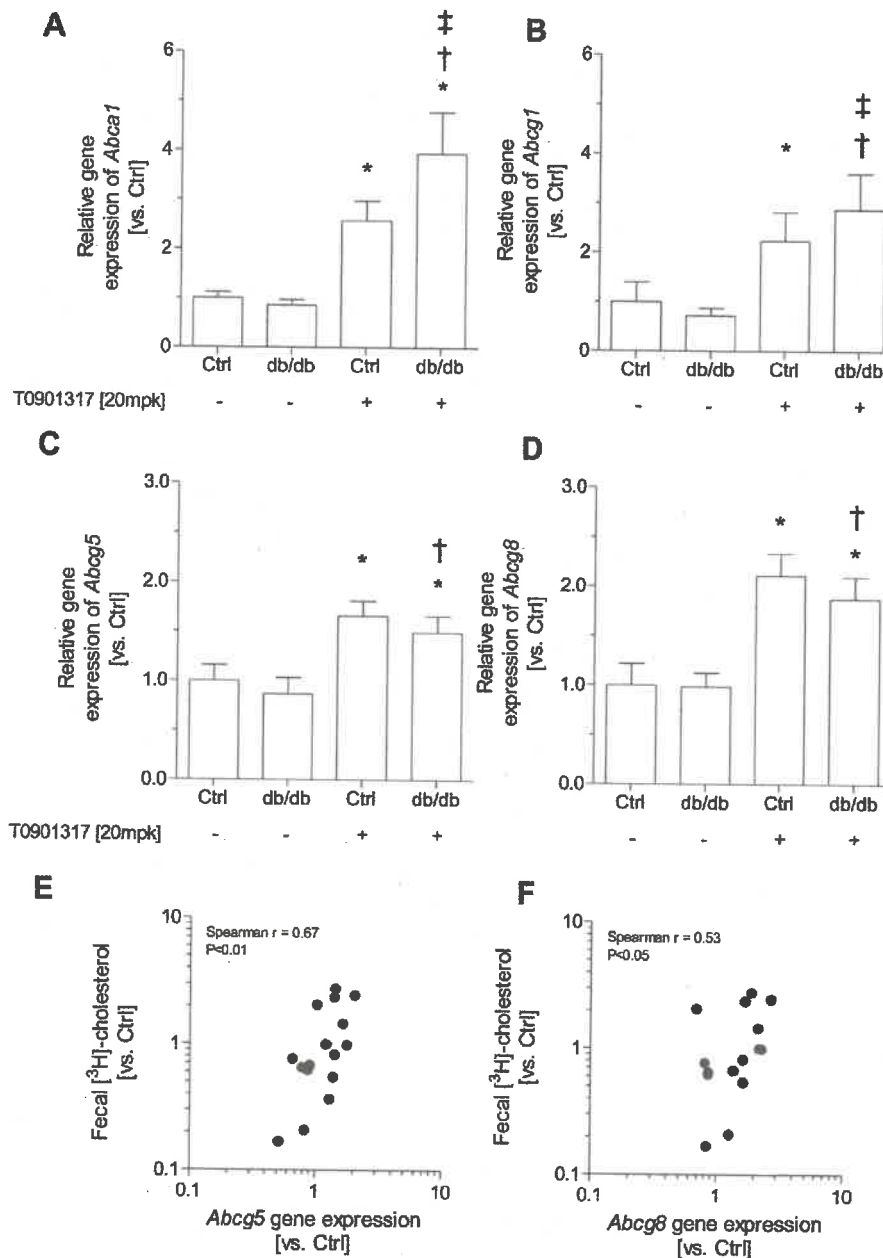 A
Relative gene
expression of Abca1
[vs. Ctrl]
6
4
2
0
*
‡
†
*
Ctrl
db/db
Ctrl
db/db
T0901317 [20mpk]
-
-
+
+
B
Relative gene
expression of Abcg1
[vs. Ctrl]
6
4
2
0
*
‡
†
Ctrl
db/db
Ctrl
db/db
-
-
+
+
C
Relative gene
expression of Abcg5
[vs. Ctrl]
3.0
2.0
1.0
0.0
*
†
*
Ctrl
db/db
Ctrl
db/db
T0901317 [20mpk]
-
-
+
+
D
Relative gene
expression of Abcg8
[vs. Ctrl]
3.0
2.0
1.0
0.0
*
†
*
Ctrl
db/db
Ctrl
db/db
-
-
+
+
E
Fecal [³H]-cholesterol
[vs. Ctrl]
10
1
0.1
Spearman r = 0.67
P<0.01
0.1
1
10
Abcg5 gene expression
[vs. Ctrl]
F
Fecal [³H]-cholesterol
[vs. Ctrl]
10
1
0.1
Spearman r = 0.53
P<0.05
0.1
1
10
Abcg8 gene expression
[vs. Ctrl]